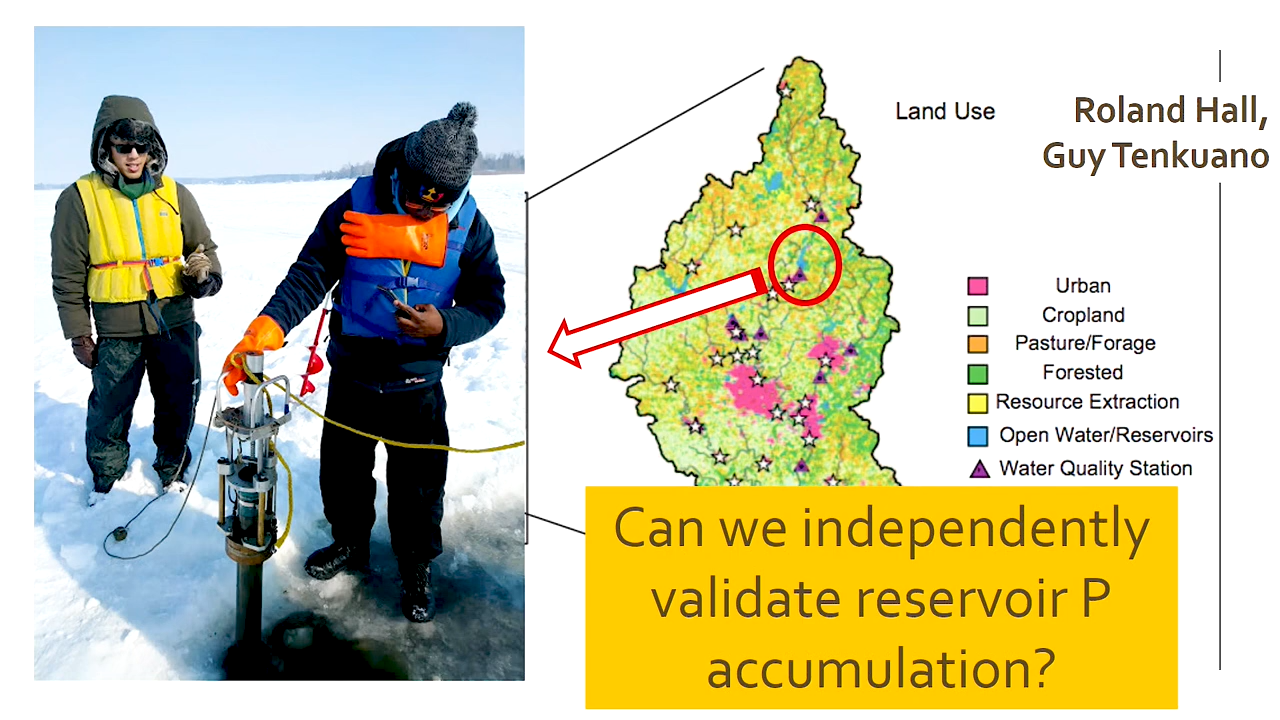 Land Use
Roland Hall,
Guy Tenkuano
Urban
Cropland
Pasture/Forage
Forested
Resource Extraction
Open Water/Reservoirs
Water Quality Station
Can we independently
validate reservoir P
accumulation?